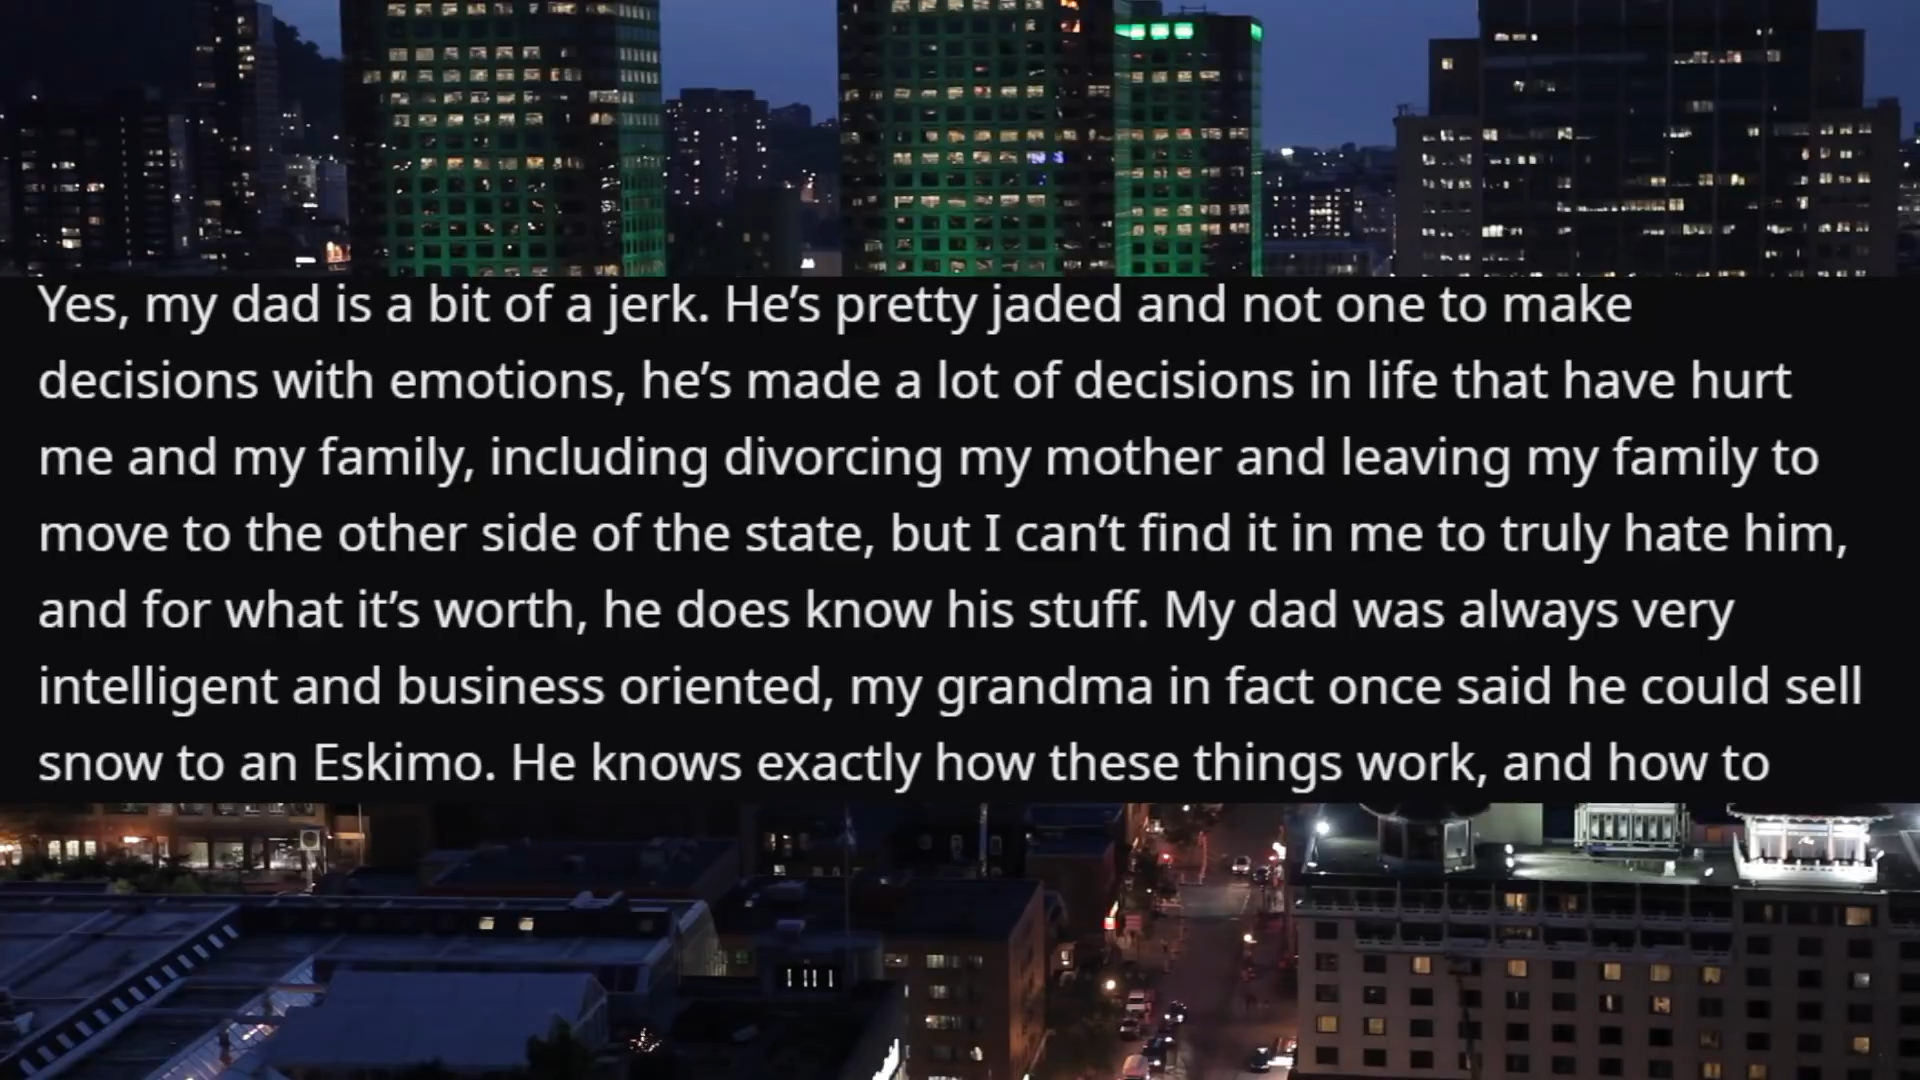 Yes, my dad is a bit of a jerk. He’s pretty jaded and not one to make
decisions with emotions, he’s made a lot of decisions in life that have hurt
me and my family, including divorcing my mother and leaving my family to
move to the other side of the state, but I can’t find it in me to truly hate him,
and for what it’s worth, he does know his stuff. My dad was always very
intelligent and business oriented, my grandma in fact once said he could sell
snow to an Eskimo. He knows exactly how these things work, and how to